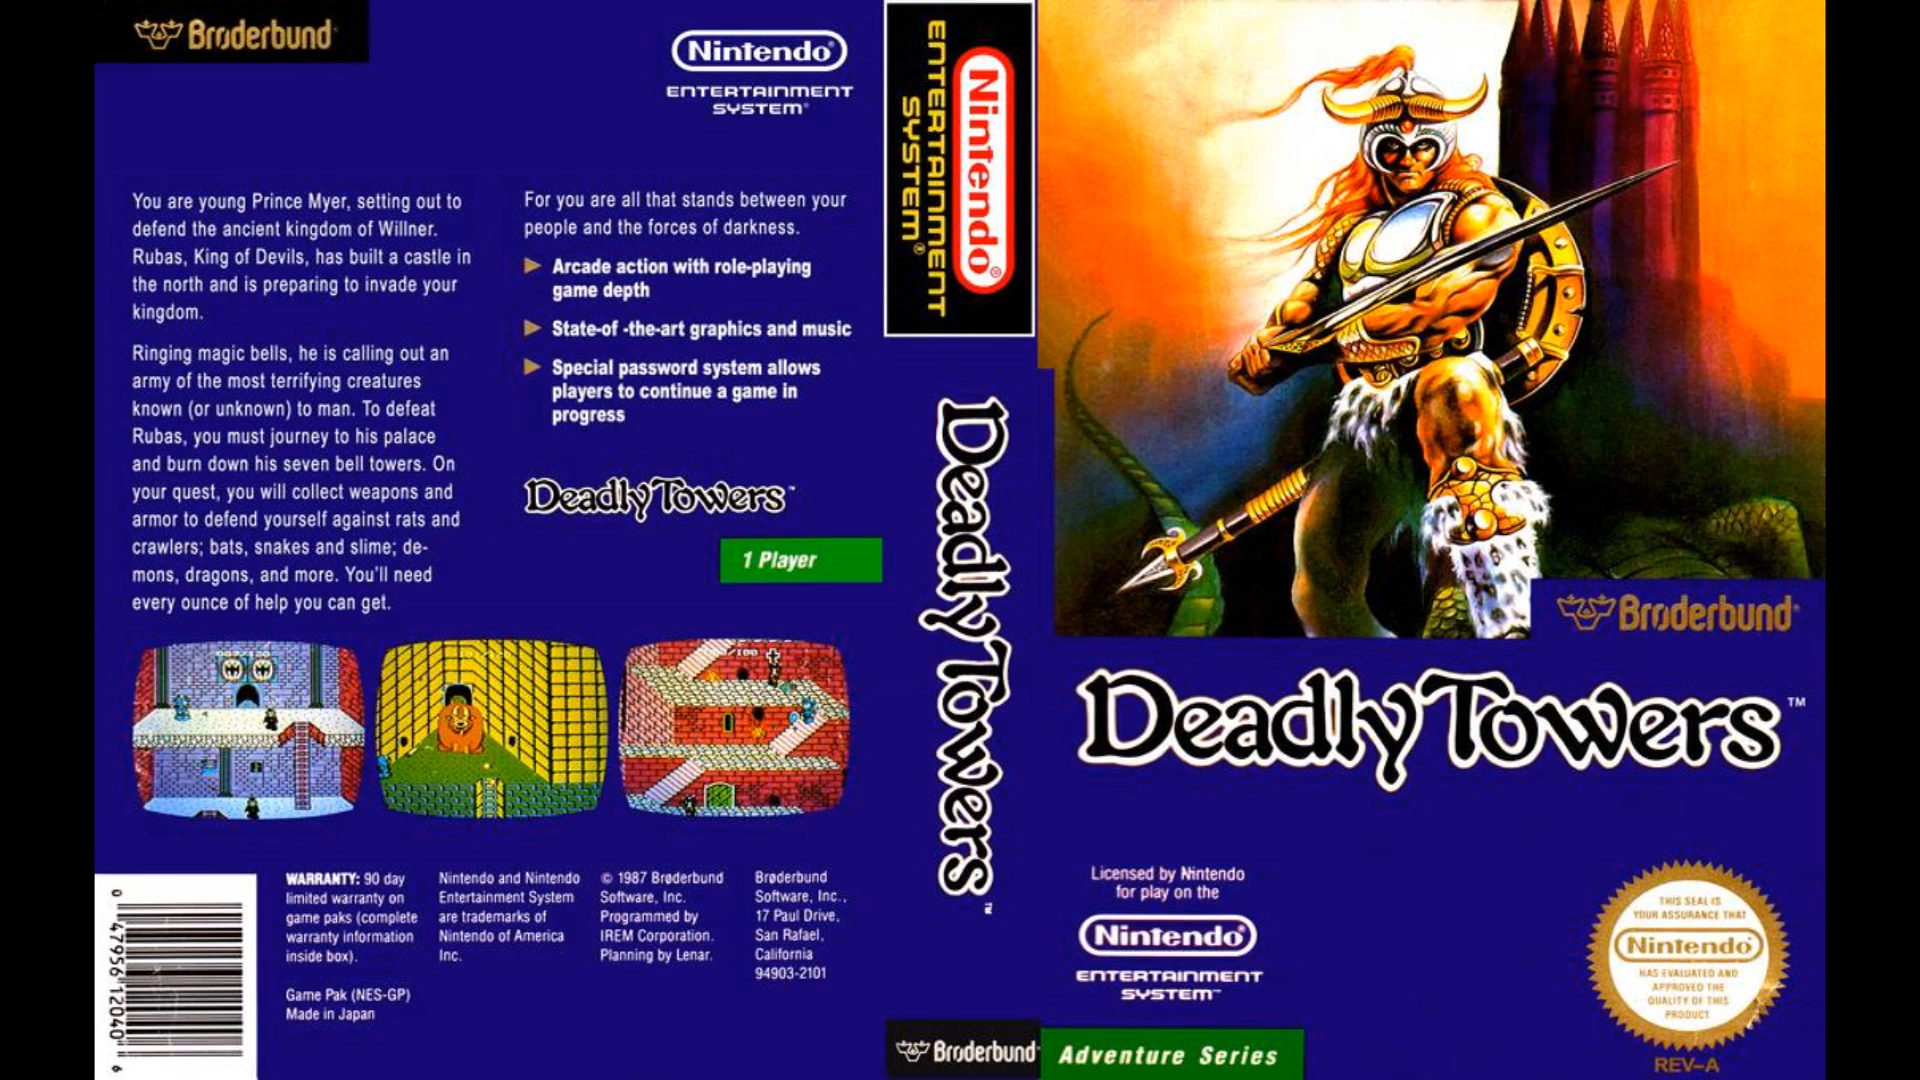 Brøderbund
Nintendo®
ENTERTAINMENT
SYSTEM®
You are young Prince Myer, setting out to
defend the ancient kingdom of Willner.
Rubas, King of Devils, has built a castle in
the north and is preparing to invade your
kingdom.
Ringing magic bells, he is calling out an
army of the most terrifying creatures
known (or unknown) to man. To defeat
Rubas, you must journey to his palace
and burn down his seven bell towers. On
your quest, you will collect weapons and
armor to defend yourself against rats and
crawlers; bats, snakes and slime; de-
mons, dragons, and more. You'll need
every ounce of help you can get.
For you are all that stands between your
people and the forces of darkness.
Arcade action with role-playing
game depth
State-of -the-art graphics and music
Special password system allows
players to continue a game in
progress
Deadly Towers™
1 Player
0 47956 12040 6
WARRANTY: 90 day
limited warranty on
game paks (complete
warranty information
inside box).
Game Pak (NES-GP)
Made in Japan
Nintendo and Nintendo
Entertainment System
are trademarks of
Nintendo of America
Inc.
© 1987 Brøderbund
Software, Inc.
Programmed by
IREM Corporation.
Planning by Lenar.
Brøderbund
Software, Inc.,
17 Paul Drive,
San Rafael,
California
94903-2101
Nintendo®
ENTERTAINMENT
SYSTEM®
Deadly Towers™
Brøderbund
Brøderbund®
Deadly Towers™
Licensed by Nintendo
for play on the
Nintendo®
ENTERTAINMENT
SYSTEM™
Adventure Series
THIS SEAL IS
YOUR ASSURANCE THAT
Nintendo®
HAS EVALUATED AND
APPROVED THE
QUALITY OF THIS
PRODUCT
REV-A